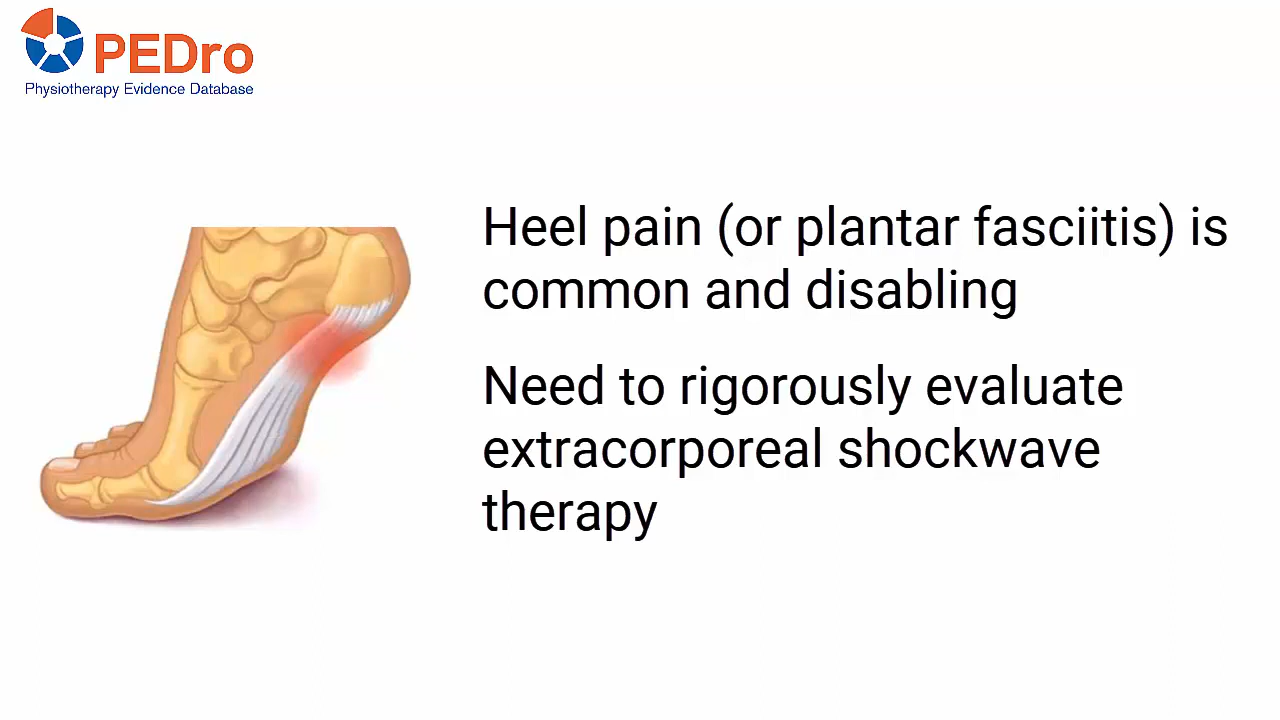 PEDro
Physiotherapy Evidence Database
Heel pain (or plantar fasciitis) is
common and disabling
Need to rigorously evaluate
extracorporeal shockwave
therapy